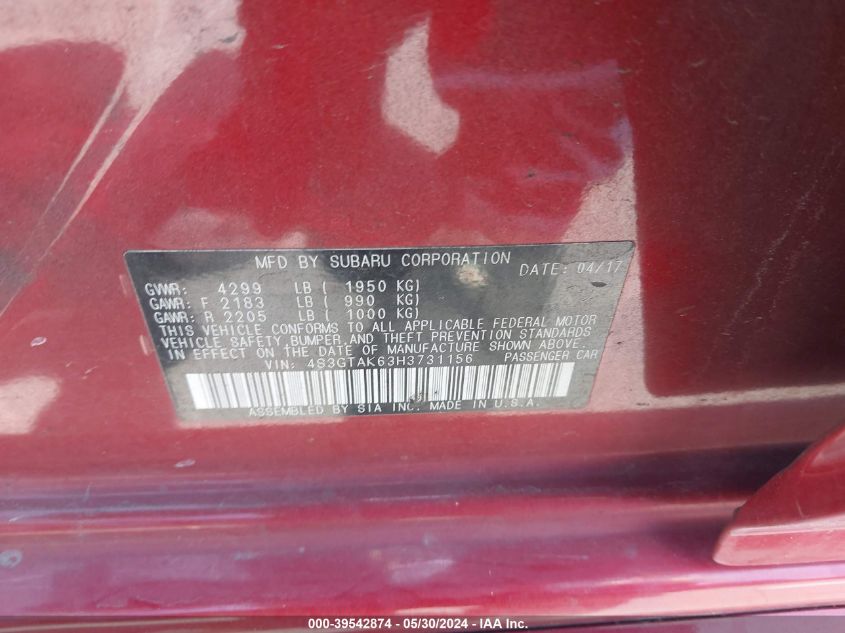 MFD BY SUBARU CORPORATION
DATE: 04/17
GVWR: 4299 LB ( 1950 KG)
GAWR: F 2183 LB ( 990 KG)
GAWR: R 2205 LB ( 1000 KG)
THIS VEHICLE CONFORMS TO ALL APPLICABLE FEDERAL MOTOR
VEHICLE SAFETY, BUMPER, AND THEFT PREVENTION STANDARDS
IN EFFECT ON THE DATE OF MANUFACTURE SHOWN ABOVE.
VIN: 4S3GTAK63H3731156 PASSENGER CAR
ASSEMBLED BY SIA INC. MADE IN U.S.A.
000-39542874 | 05/30/2024 - © IAA, Inc.